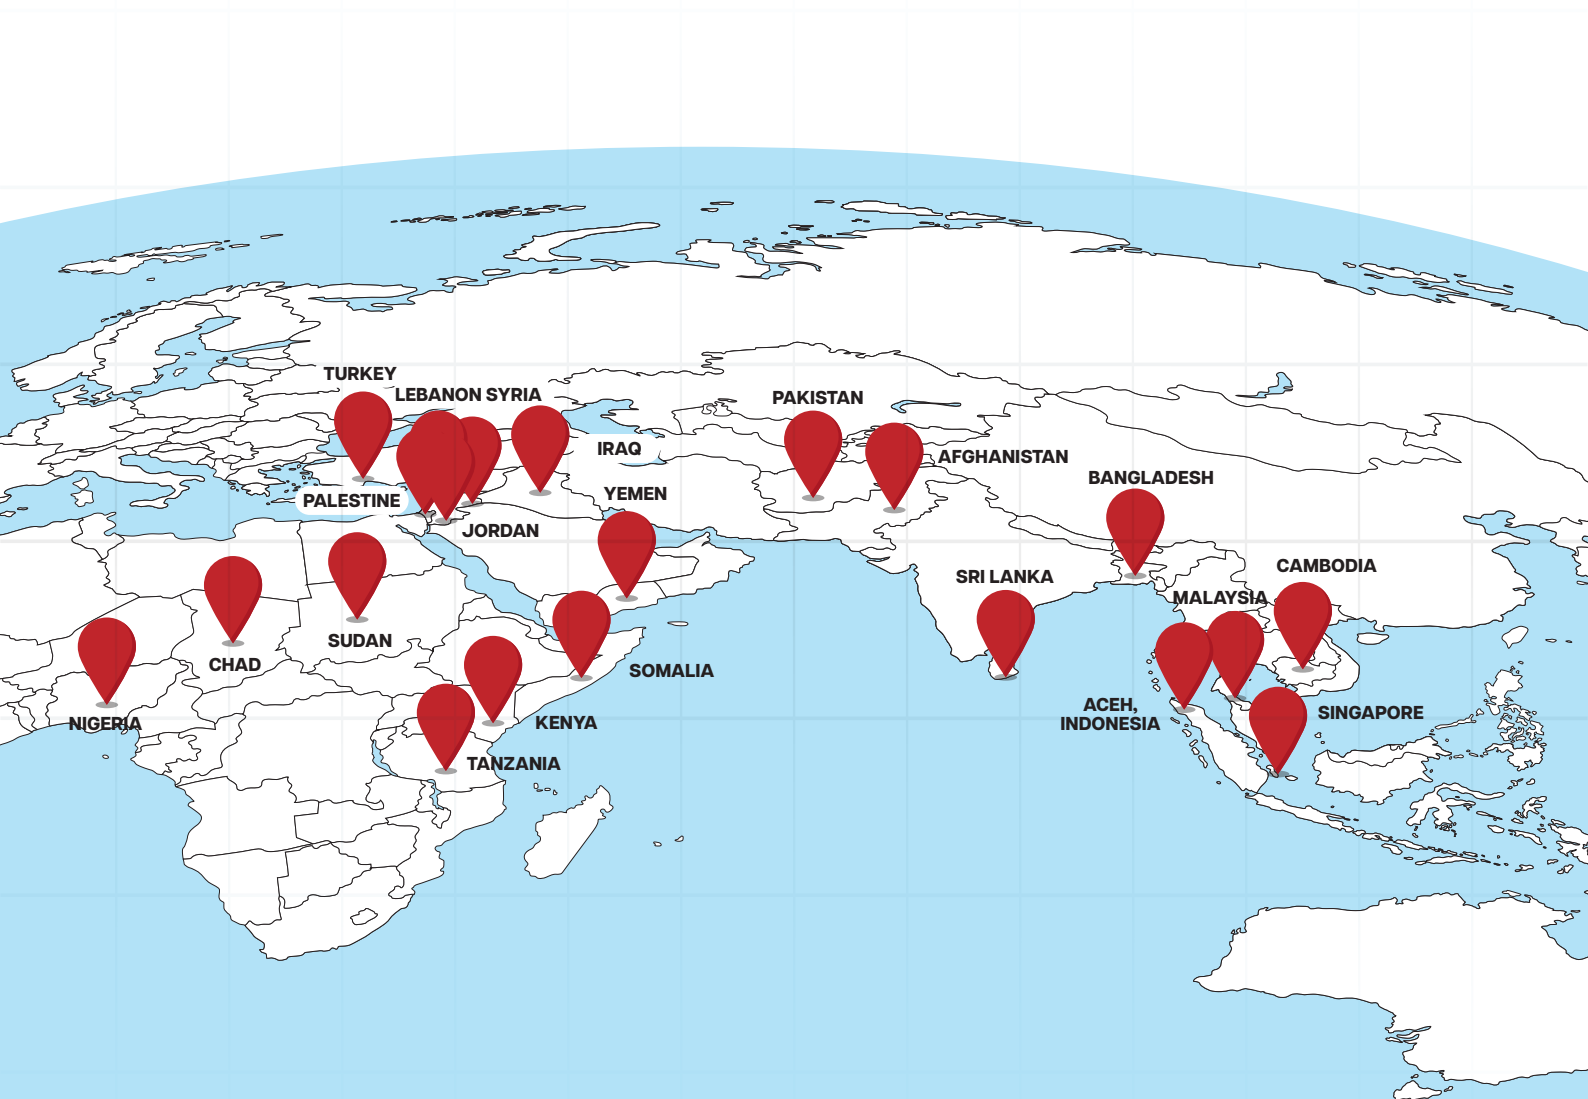 TURKEY
LEBANON SYRIA
PAKISTAN
IRAQ
AFGHANISTAN
BANGLADESH
PALESTINE
YEMEN
JORDAN
CAMBODIA
SRI LANKA
MALAYSIA
SUDAN
CHAD
SOMALIA
ACEH,
INDONESIA
SINGAPORE
NIGERIA
KENYA
TANZANIA